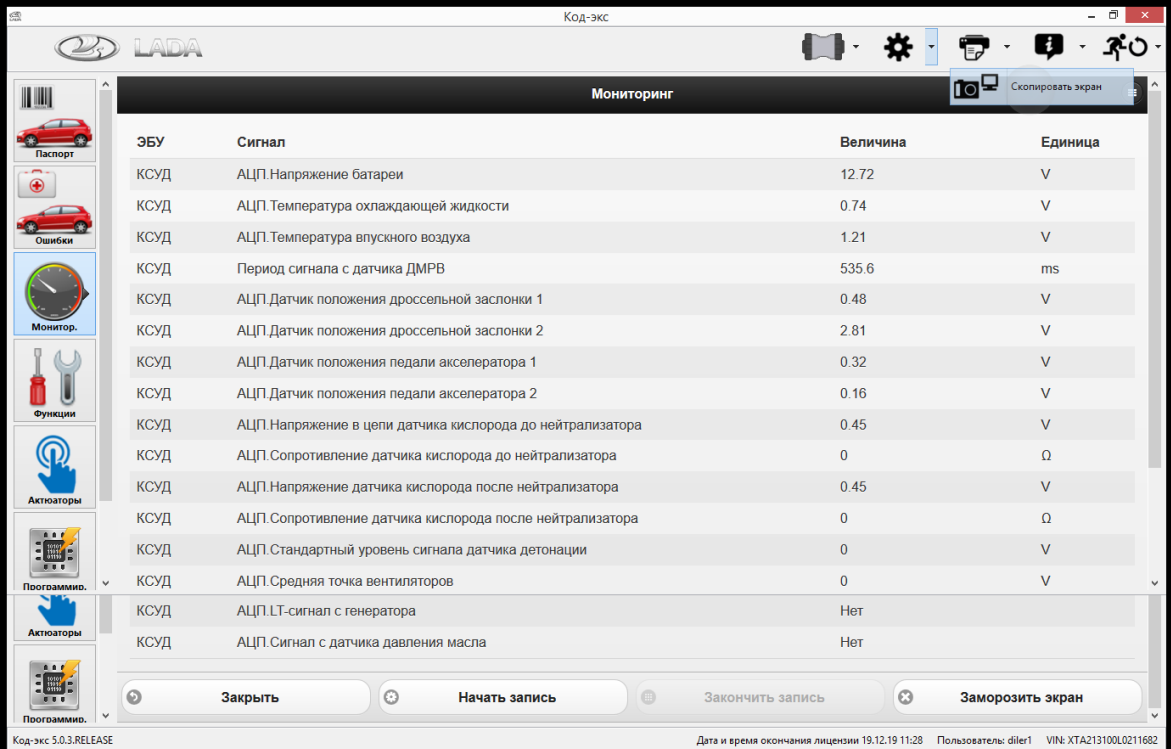 Код-экс
LADA
Скопировать экран
Мониторинг
Паспорт
Ошибки
Монитор.
Функции
Актюаторы
Программир.
ЭБУ Сигнал Величина Единица
КСУД АЦП.Напряжение батареи 12.72 V
КСУД АЦП.Температура охлаждающей жидкости 0.74 V
КСУД АЦП.Температура впускного воздуха 1.21 V
КСУД Период сигнала с датчика ДМРВ 535.6 ms
КСУД АЦП.Датчик положения дроссельной заслонки 1 0.48 V
КСУД АЦП.Датчик положения дроссельной заслонки 2 2.81 V
КСУД АЦП.Датчик положения педали акселератора 1 0.32 V
КСУД АЦП.Датчик положения педали акселератора 2 0.16 V
КСУД АЦП.Напряжение в цепи датчика кислорода до нейтрализатора 0.45 V
КСУД АЦП.Сопротивление датчика кислорода до нейтрализатора 0 Ω
КСУД АЦП.Напряжение датчика кислорода после нейтрализатора 0.45 V
КСУД АЦП.Сопротивление датчика кислорода после нейтрализатора 0 Ω
КСУД АЦП.Стандартный уровень сигнала датчика детонации 0 V
КСУД АЦП.Средняя точка вентиляторов 0 V
КСУД АЦП.LT-сигнал с генератора Нет
КСУД АЦП.Сигнал с датчика давления масла Нет
Актюаторы
Программир.
Закрыть Начать запись Закончить запись Заморозить экран
Код-экс 5.0.3.RELEASE Дата и время окончания лицензии 19.12.19 11:28 Пользователь: diler1 VIN: XTA213100L0211682